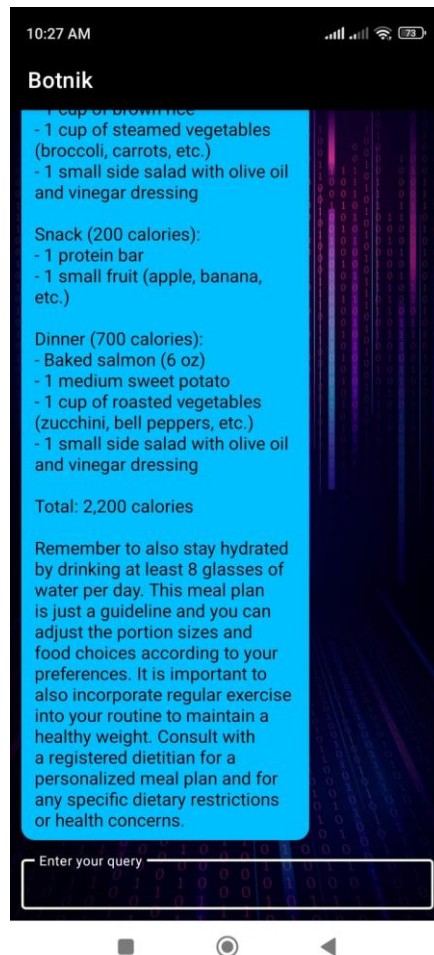 10:27 AM
73
Botnik
- 1 cup of brown rice
- 1 cup of steamed vegetables
(broccoli, carrots, etc.)
- 1 small side salad with olive oil
and vinegar dressing
Snack (200 calories):
- 1 protein bar
- 1 small fruit (apple, banana,
etc.)
Dinner (700 calories):
- Baked salmon (6 oz)
- 1 medium sweet potato
- 1 cup of roasted vegetables
(zucchini, bell peppers, etc.)
- 1 small side salad with olive oil
and vinegar dressing
Total: 2,200 calories
Remember to also stay hydrated
by drinking at least 8 glasses of
water per day. This meal plan
is just a guideline and you can
adjust the portion sizes and
food choices according to your
preferences. It is important to
also incorporate regular exercise
into your routine to maintain a
healthy weight. Consult with
a registered dietitian for a
personalized meal plan and for
any specific dietary restrictions
or health concerns.
Enter your query